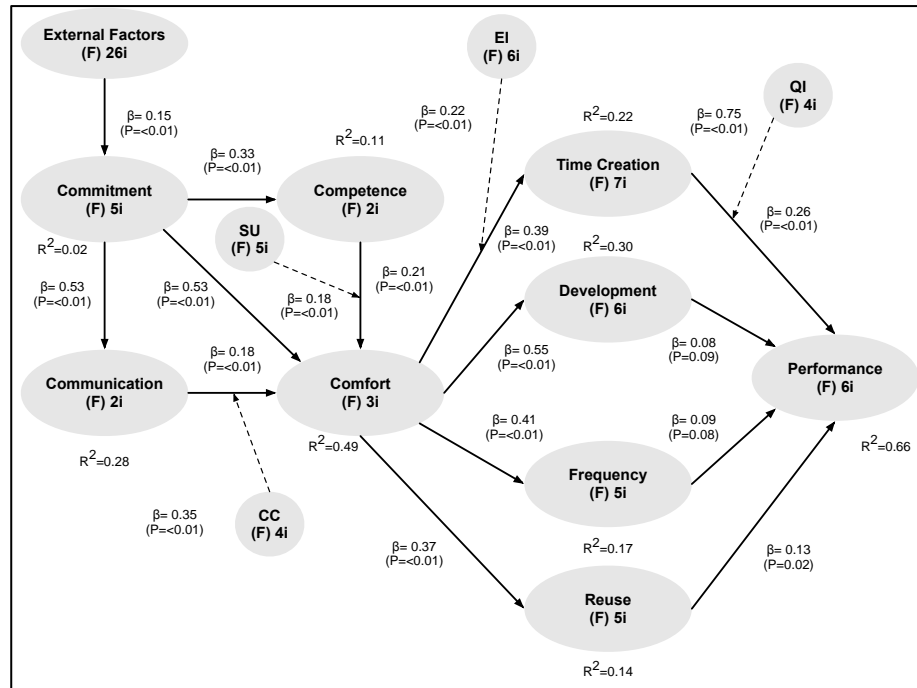 External Factors
(F) 26i
EI
(F) 6i
QI
(F) 4i
β= 0.15
(P=<0.01)
β= 0.22
(P=<0.01)
β= 0.75
(P=<0.01)
R²=0.22
R²=0.11
β= 0.33
(P=<0.01)
Commitment
(F) 5i
Competence
(F) 2i
Time Creation
(F) 7i
SU
(F) 5i
R²=0.02
β= 0.39
(P=<0.01)
β= 0.26
(P=<0.01)
R²=0.30
β= 0.53
(P=<0.01)
β= 0.53
(P=<0.01)
β= 0.18
(P=<0.01)
β= 0.21
(P=<0.01)
Development
(F) 6i
β= 0.18
(P=<0.01)
β= 0.55
(P=<0.01)
β= 0.08
(P=0.09)
Communication
(F) 2i
Comfort
(F) 3i
Performance
(F) 6i
β= 0.41
(P=<0.01)
β= 0.09
(P=0.08)
R²=0.28
R²=0.49
R²=0.66
Frequency
(F) 5i
β= 0.35
(P=<0.01)
CC
(F) 4i
R²=0.17
β= 0.37
(P=<0.01)
β= 0.13
(P=0.02)
Reuse
(F) 5i
R²=0.14